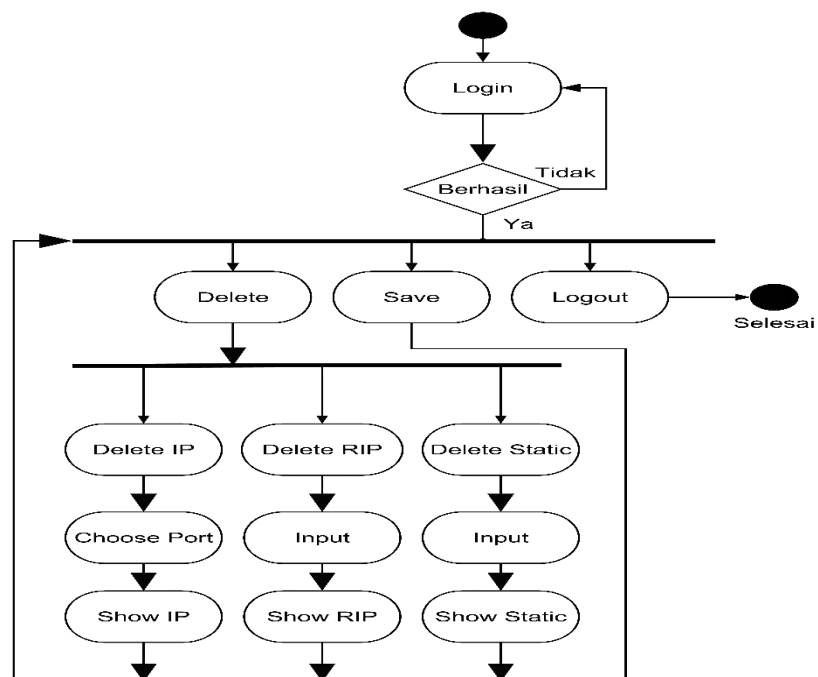 Login
Tidak
Berhasil
Ya
Delete
Save
Logout
Selesai
Delete IP
Delete RIP
Delete Static
Choose Port
Input
Input
Show IP
Show RIP
Show Static